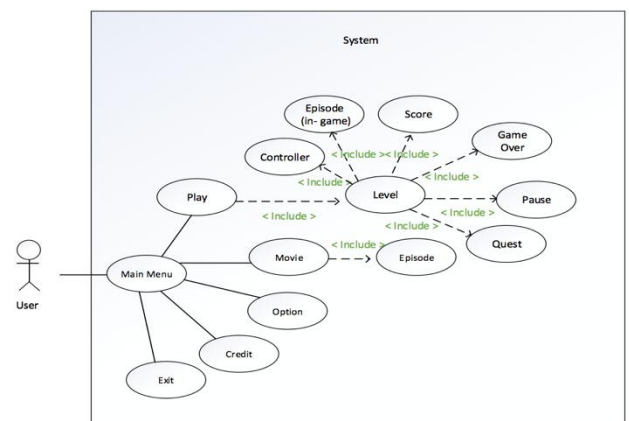 System
Episode
(in- game)
Score
Game
Over
< Include >
< Include >
Controller
< Include >
< Include >
Level
Play
Pause
< Include >
< Include >
< Include >
Quest
Movie
< Include >
Episode
Main Menu
User
Option
Credit
Exit